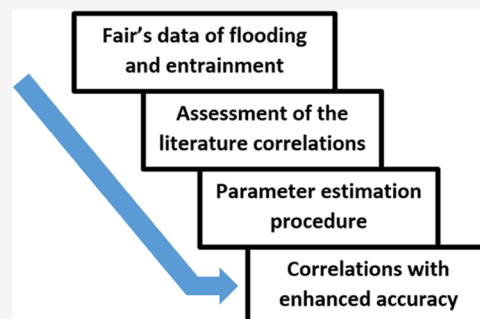 Fair's data of flooding
and entrainment
Assessment of the
literature correlations
Parameter estimation
procedure
Correlations with
enhanced accuracy